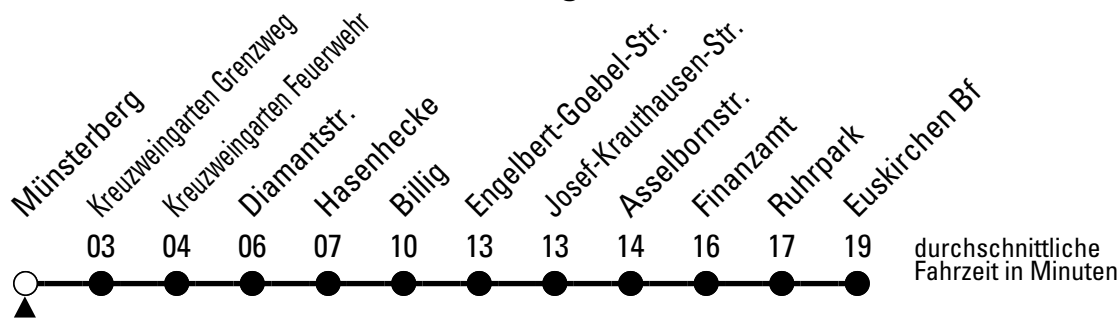 Münsterberg
Kreuzweingarten Grenzweg
Kreuzweingarten Feuerwehr
Diamantstr.
Hasenhecke
Billig
Engelbert-Goebel-Str.
Josef-Krauthausen-Str.
Asselbornstr.
Finanzamt
Ruhrpark
Euskirchen Bf
03 04 06 07 10 13 13 14 16 17 19
durchschnittliche
Fahrzeit in Minuten